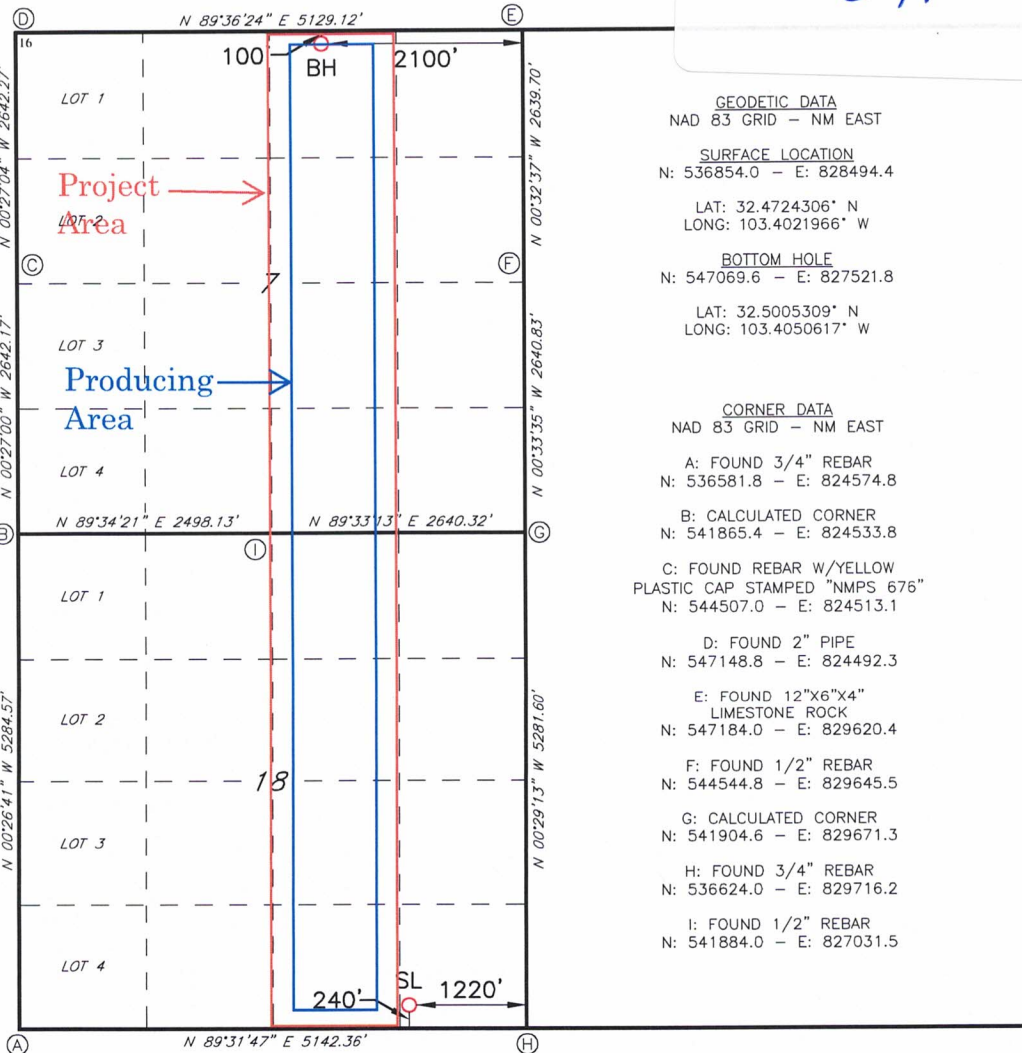 D
N 89°36'24" E 5129.12'
E
16
100
BH
2100'
LOT 1
N 00°27'04" W 2642.27'
N 00°32'37" W 2639.70'
Project
Area
LOT 2
C
F
7
LOT 3
Producing
Area
N 00°27'00" W 2642.17'
N 00°33'35" W 2640.83'
LOT 4
N 89°34'21" E 2498.13'
N 89°33'13" E 2640.32'
B
I
G
LOT 1
LOT 2
N 00°26'41" W 5284.57'
N 00°29'13" W 5281.60'
18
LOT 3
LOT 4
SL
240'
1220'
A
N 89°31'47" E 5142.36'
H
GEODETIC DATA
NAD 83 GRID - NM EAST
SURFACE LOCATION
N: 536854.0 - E: 828494.4
LAT: 32.4724306° N
LONG: 103.4021966° W
BOTTOM HOLE
N: 547069.6 - E: 827521.8
LAT: 32.5005309° N
LONG: 103.4050617° W
CORNER DATA
NAD 83 GRID - NM EAST
A: FOUND 3/4" REBAR
N: 536581.8 - E: 824574.8
B: CALCULATED CORNER
N: 541865.4 - E: 824533.8
C: FOUND REBAR W/YELLOW
PLASTIC CAP STAMPED "NMPS 676"
N: 544507.0 - E: 824513.1
D: FOUND 2" PIPE
N: 547148.8 - E: 824492.3
E: FOUND 12"X6"X4"
LIMESTONE ROCK
N: 547184.0 - E: 829620.4
F: FOUND 1/2" REBAR
N: 544544.8 - E: 829645.5
G: CALCULATED CORNER
N: 541904.6 - E: 829671.3
H: FOUND 3/4" REBAR
N: 536624.0 - E: 829716.2
I: FOUND 1/2" REBAR
N: 541884.0 - E: 827031.5